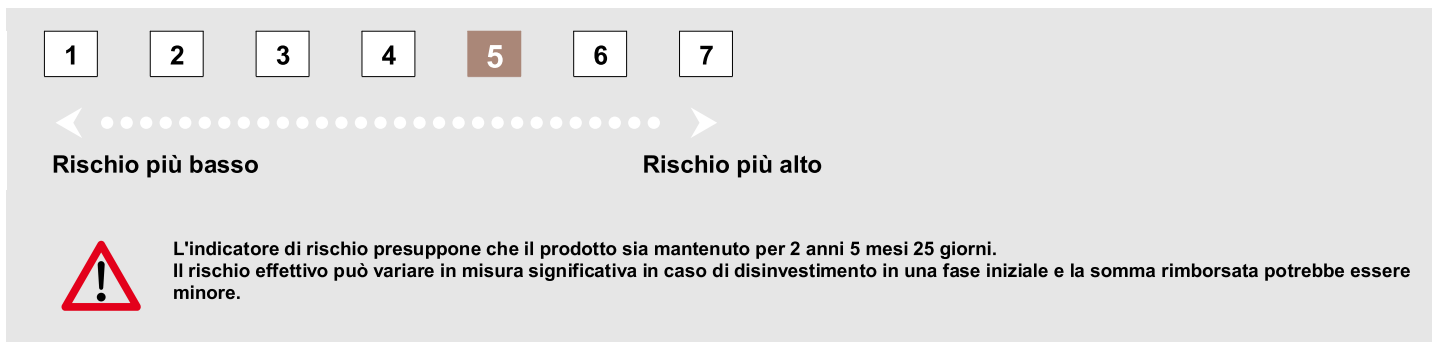 1 2 3 4 5 6 7
Rischio più basso Rischio più alto
L'indicatore di rischio presuppone che il prodotto sia mantenuto per 2 anni 5 mesi 25 giorni.
Il rischio effettivo può variare in misura significativa in caso di disinvestimento in una fase iniziale e la somma rimborsata potrebbe essere
minore.